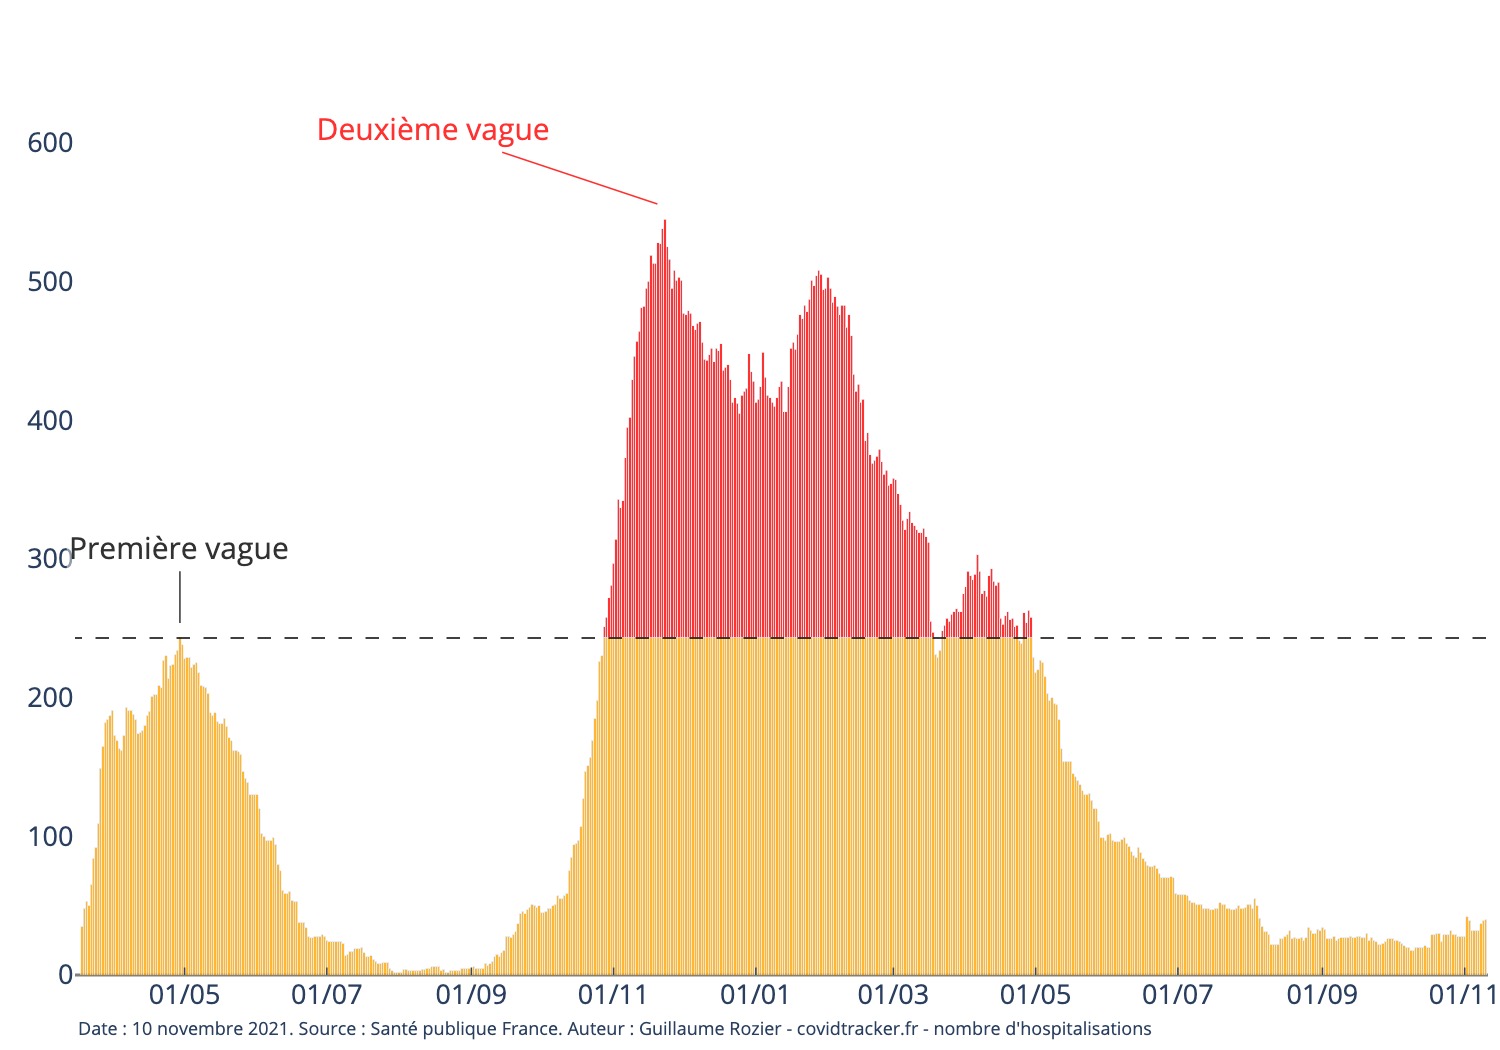 Deuxième vague
600
500
400
300
Première vague
200
100
0
01/05 01/07 01/09 01/11 01/01 01/03 01/05 01/07 01/09 01/11
Date : 10 novembre 2021. Source : Santé publique France. Auteur : Guillaume Rozier - covidtracker.fr - nombre d'hospitalisations